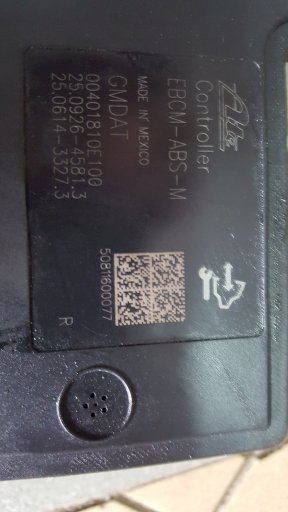 Ate
Controller
EBCM-ABS-M
MADE IN MEXICO
GMDAT
00401810E100
25.0926-4581.3
25.0614-3327.3
50811600077
R